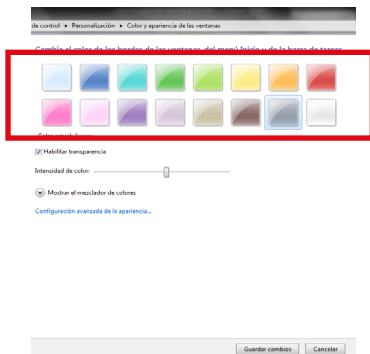 de control ▸ Personalización ▸ Color y apariencia de las ventanas
Cambie el color de los bordes de las ventanas, del menú Inicio y de la barra de tareas
Habilitar transparencia
Intensidad de color:
Mostrar el mezclador de colores
Configuración avanzada de la apariencia...
Guardar cambios Cancelar